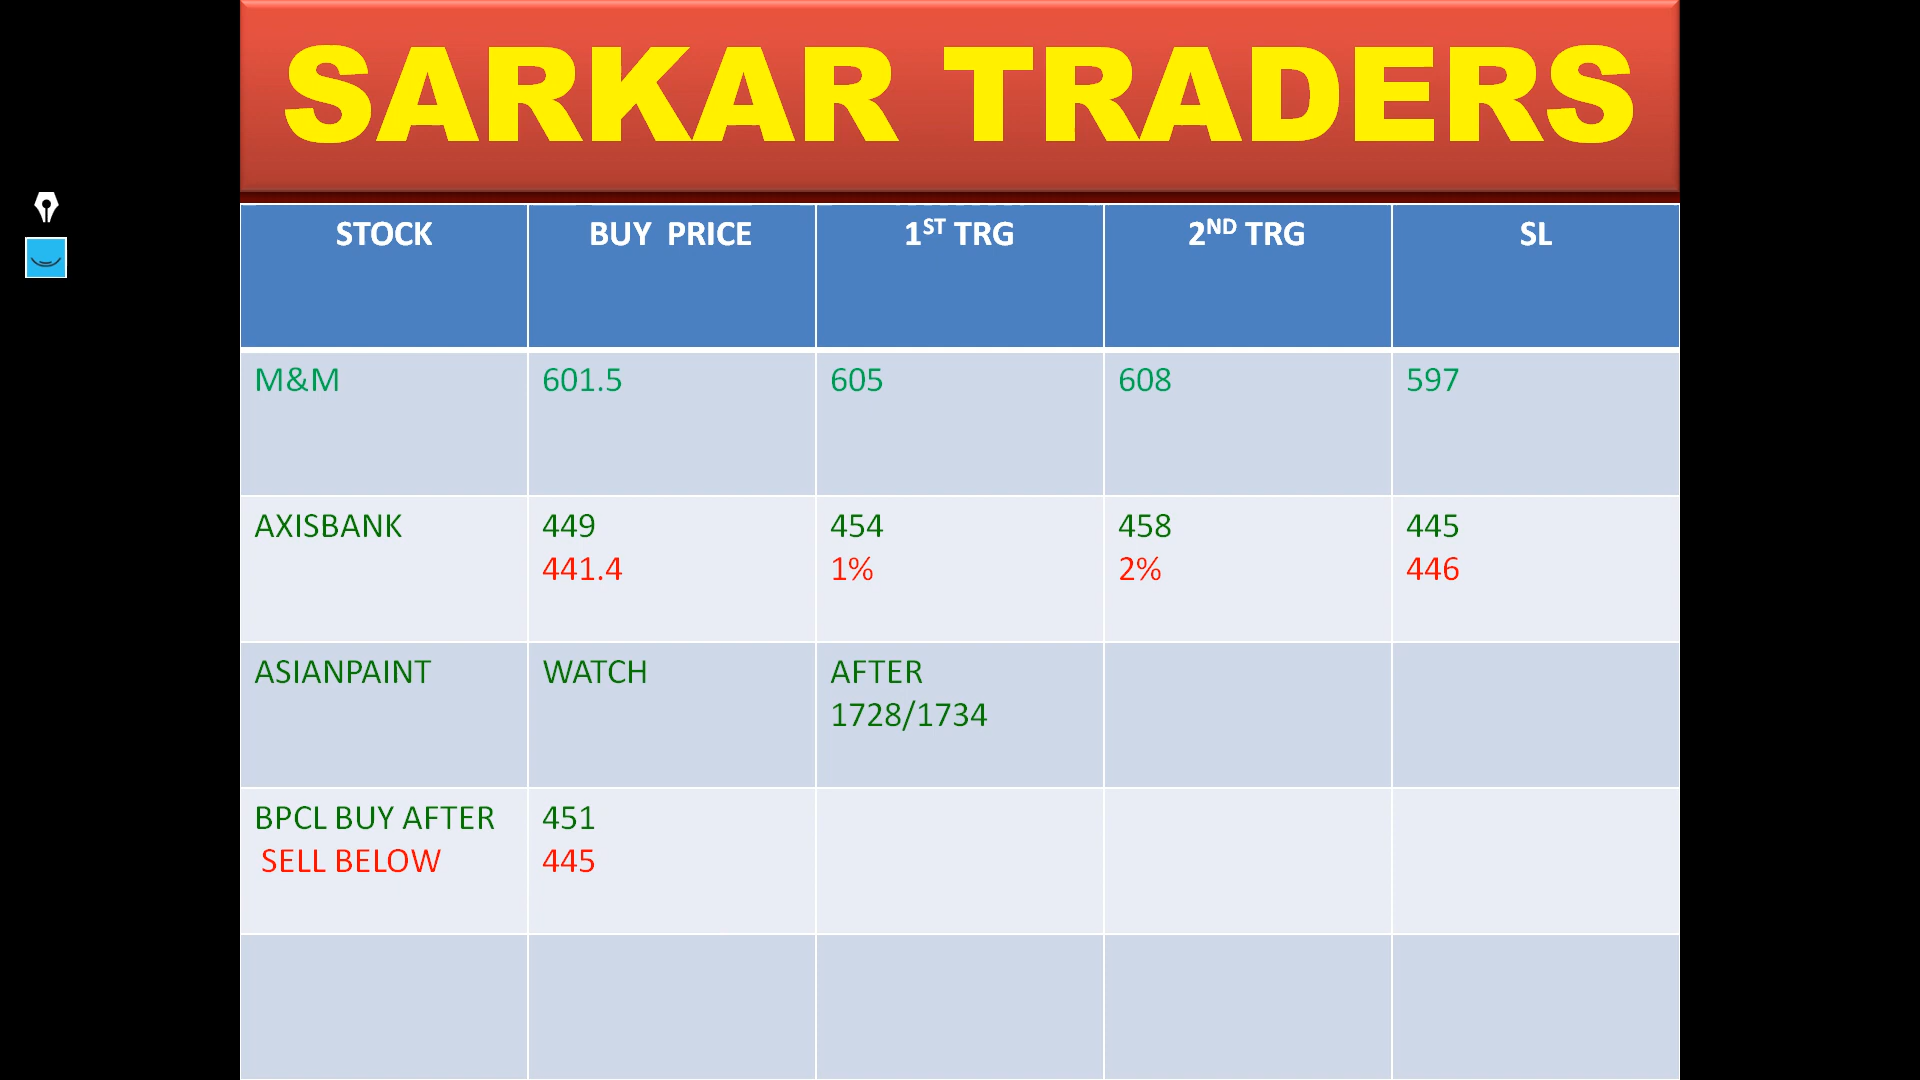 SARKAR TRADERS
STOCK BUY PRICE 1ST TRG 2ND TRG SL
M&M 601.5 605 608 597
AXISBANK 449 454 458 445
441.4 1% 2% 446
ASIANPAINT WATCH AFTER
1728/1734
BPCL BUY AFTER 451
SELL BELOW 445